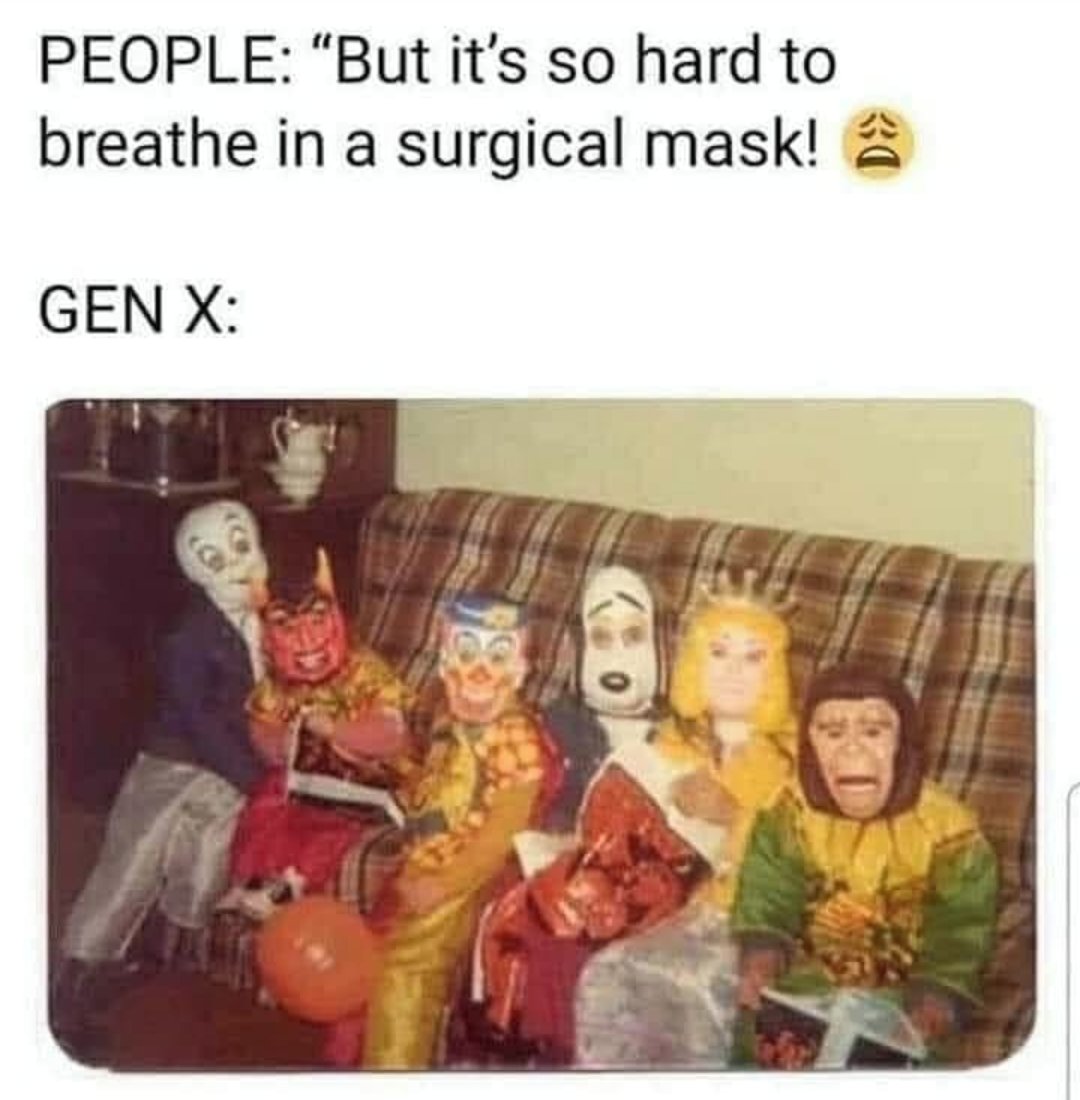 PEOPLE: “But it’s so hard to
breathe in a surgical mask! 😩
GEN X: